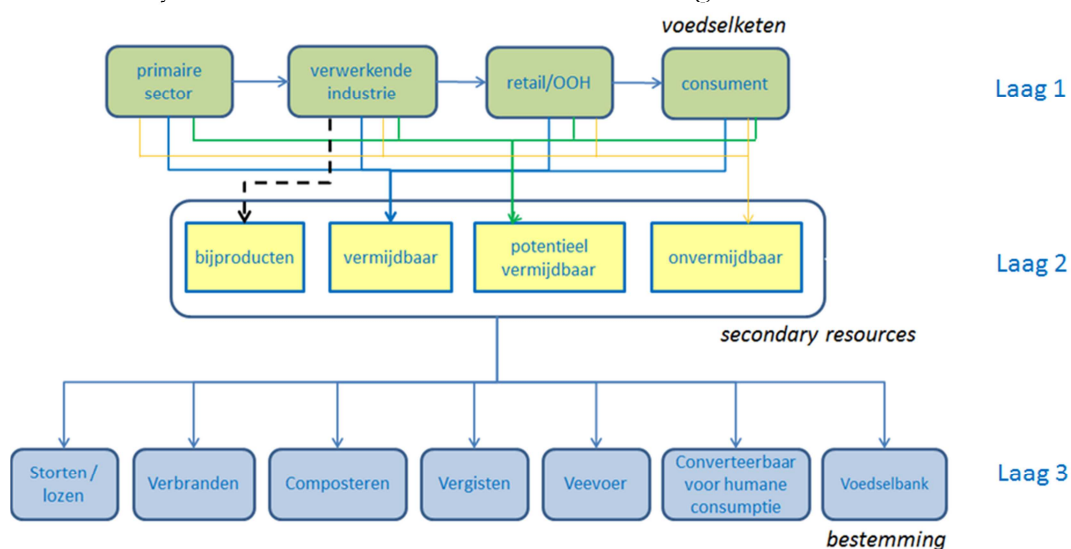 voedselketen
primaire
sector
verwerkende
industrie
retail/OOH
consument
Laag 1
bijproducten
vermijdbaar
potentieel
vermijdbaar
onvermijdbaar
Laag 2
secondary resources
Storten /
lozen
Verbranden
Composteren
Vergisten
Veevoer
Converteerbaar
voor humane
consumptie
Voedselbank
Laag 3
bestemming